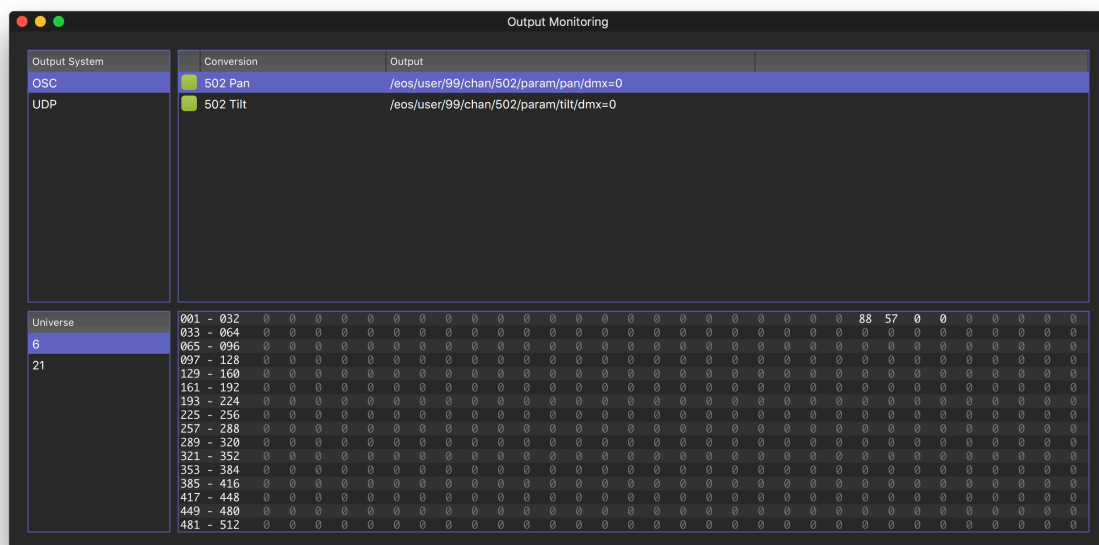 Output Monitoring
Output System
OSC
UDP
Conversion Output
502 Pan /eos/user/99/chan/502/param/pan/dmx=0
502 Tilt /eos/user/99/chan/502/param/tilt/dmx=0
Universe
6
21
001 - 032 0 0 0 0 0 0 0 0 0 0 0 0 0 0 0 0 0 0 0 0 0 0 0 88 57 0 0 0 0 0 0 0
033 - 064 0 0 0 0 0 0 0 0 0 0 0 0 0 0 0 0 0 0 0 0 0 0 0 0 0 0 0 0 0 0 0 0
065 - 096 0 0 0 0 0 0 0 0 0 0 0 0 0 0 0 0 0 0 0 0 0 0 0 0 0 0 0 0 0 0 0 0
097 - 128 0 0 0 0 0 0 0 0 0 0 0 0 0 0 0 0 0 0 0 0 0 0 0 0 0 0 0 0 0 0 0 0
129 - 160 0 0 0 0 0 0 0 0 0 0 0 0 0 0 0 0 0 0 0 0 0 0 0 0 0 0 0 0 0 0 0 0
161 - 192 0 0 0 0 0 0 0 0 0 0 0 0 0 0 0 0 0 0 0 0 0 0 0 0 0 0 0 0 0 0 0 0
193 - 224 0 0 0 0 0 0 0 0 0 0 0 0 0 0 0 0 0 0 0 0 0 0 0 0 0 0 0 0 0 0 0 0
225 - 256 0 0 0 0 0 0 0 0 0 0 0 0 0 0 0 0 0 0 0 0 0 0 0 0 0 0 0 0 0 0 0 0
257 - 288 0 0 0 0 0 0 0 0 0 0 0 0 0 0 0 0 0 0 0 0 0 0 0 0 0 0 0 0 0 0 0 0
289 - 320 0 0 0 0 0 0 0 0 0 0 0 0 0 0 0 0 0 0 0 0 0 0 0 0 0 0 0 0 0 0 0 0
321 - 352 0 0 0 0 0 0 0 0 0 0 0 0 0 0 0 0 0 0 0 0 0 0 0 0 0 0 0 0 0 0 0 0
353 - 384 0 0 0 0 0 0 0 0 0 0 0 0 0 0 0 0 0 0 0 0 0 0 0 0 0 0 0 0 0 0 0 0
385 - 416 0 0 0 0 0 0 0 0 0 0 0 0 0 0 0 0 0 0 0 0 0 0 0 0 0 0 0 0 0 0 0 0
417 - 448 0 0 0 0 0 0 0 0 0 0 0 0 0 0 0 0 0 0 0 0 0 0 0 0 0 0 0 0 0 0 0 0
449 - 480 0 0 0 0 0 0 0 0 0 0 0 0 0 0 0 0 0 0 0 0 0 0 0 0 0 0 0 0 0 0 0 0
481 - 512 0 0 0 0 0 0 0 0 0 0 0 0 0 0 0 0 0 0 0 0 0 0 0 0 0 0 0 0 0 0 0 0